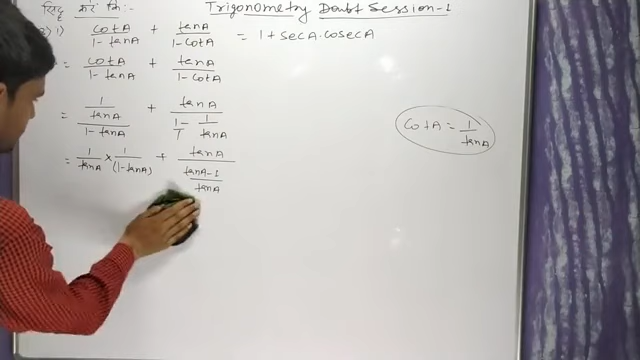 Trigonometry Doubt Session-1
सिद्ध करें कि:-
1) cotA/(1-tanA) + tanA/(1-cotA) = 1+secA.cosecA
= cotA/(1-tanA) + tanA/(1-cotA)
= (1/tanA)/(1-tanA) + tanA/(1/1 - 1/tanA)
cotA = 1/tanA
= 1/tanA × 1/(1-tanA) + tanA/((tanA-1)/tanA)